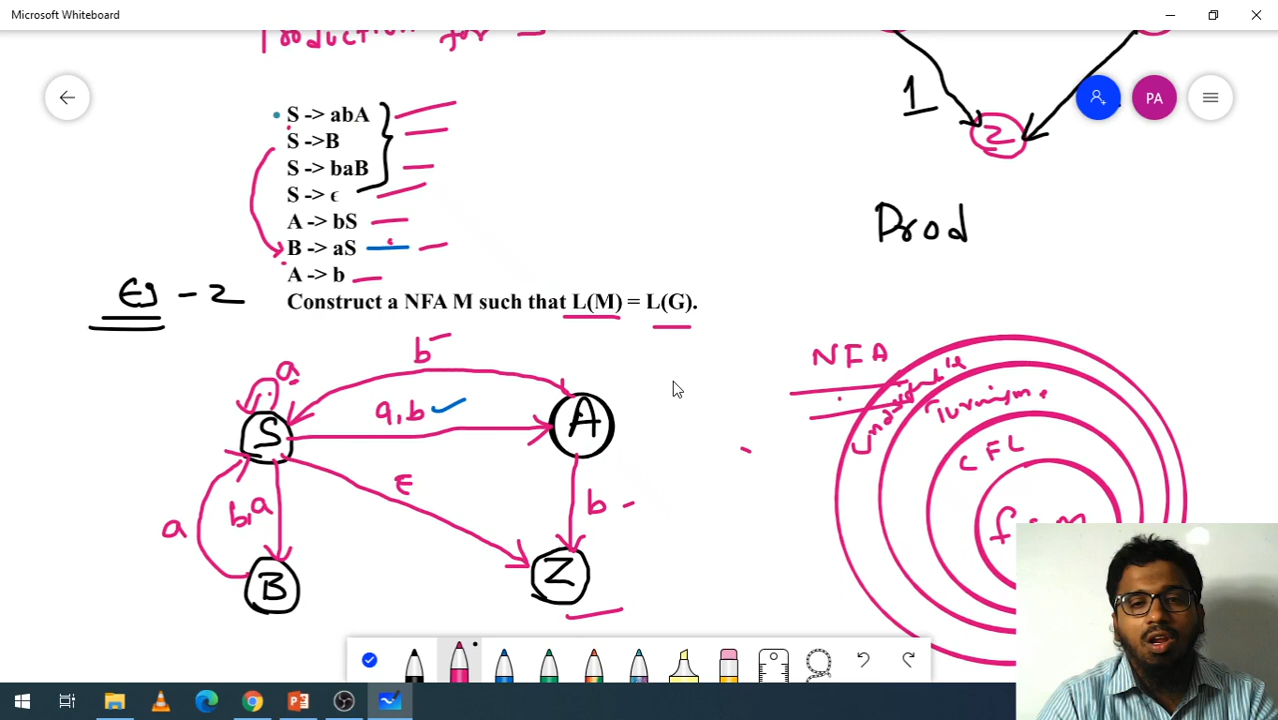 Microsoft Whiteboard
Production for
1
PA
S -> abA
S ->B
S -> baB
S -> ϵ
A -> bS
B -> aS
A -> b
Construct a NFA M such that L(M) = L(G).
2
Prod
Eg - 2
NFA
Undecidable
CFL
a
b
S
a,b
A
ϵ
b,a
a
b
B
Z